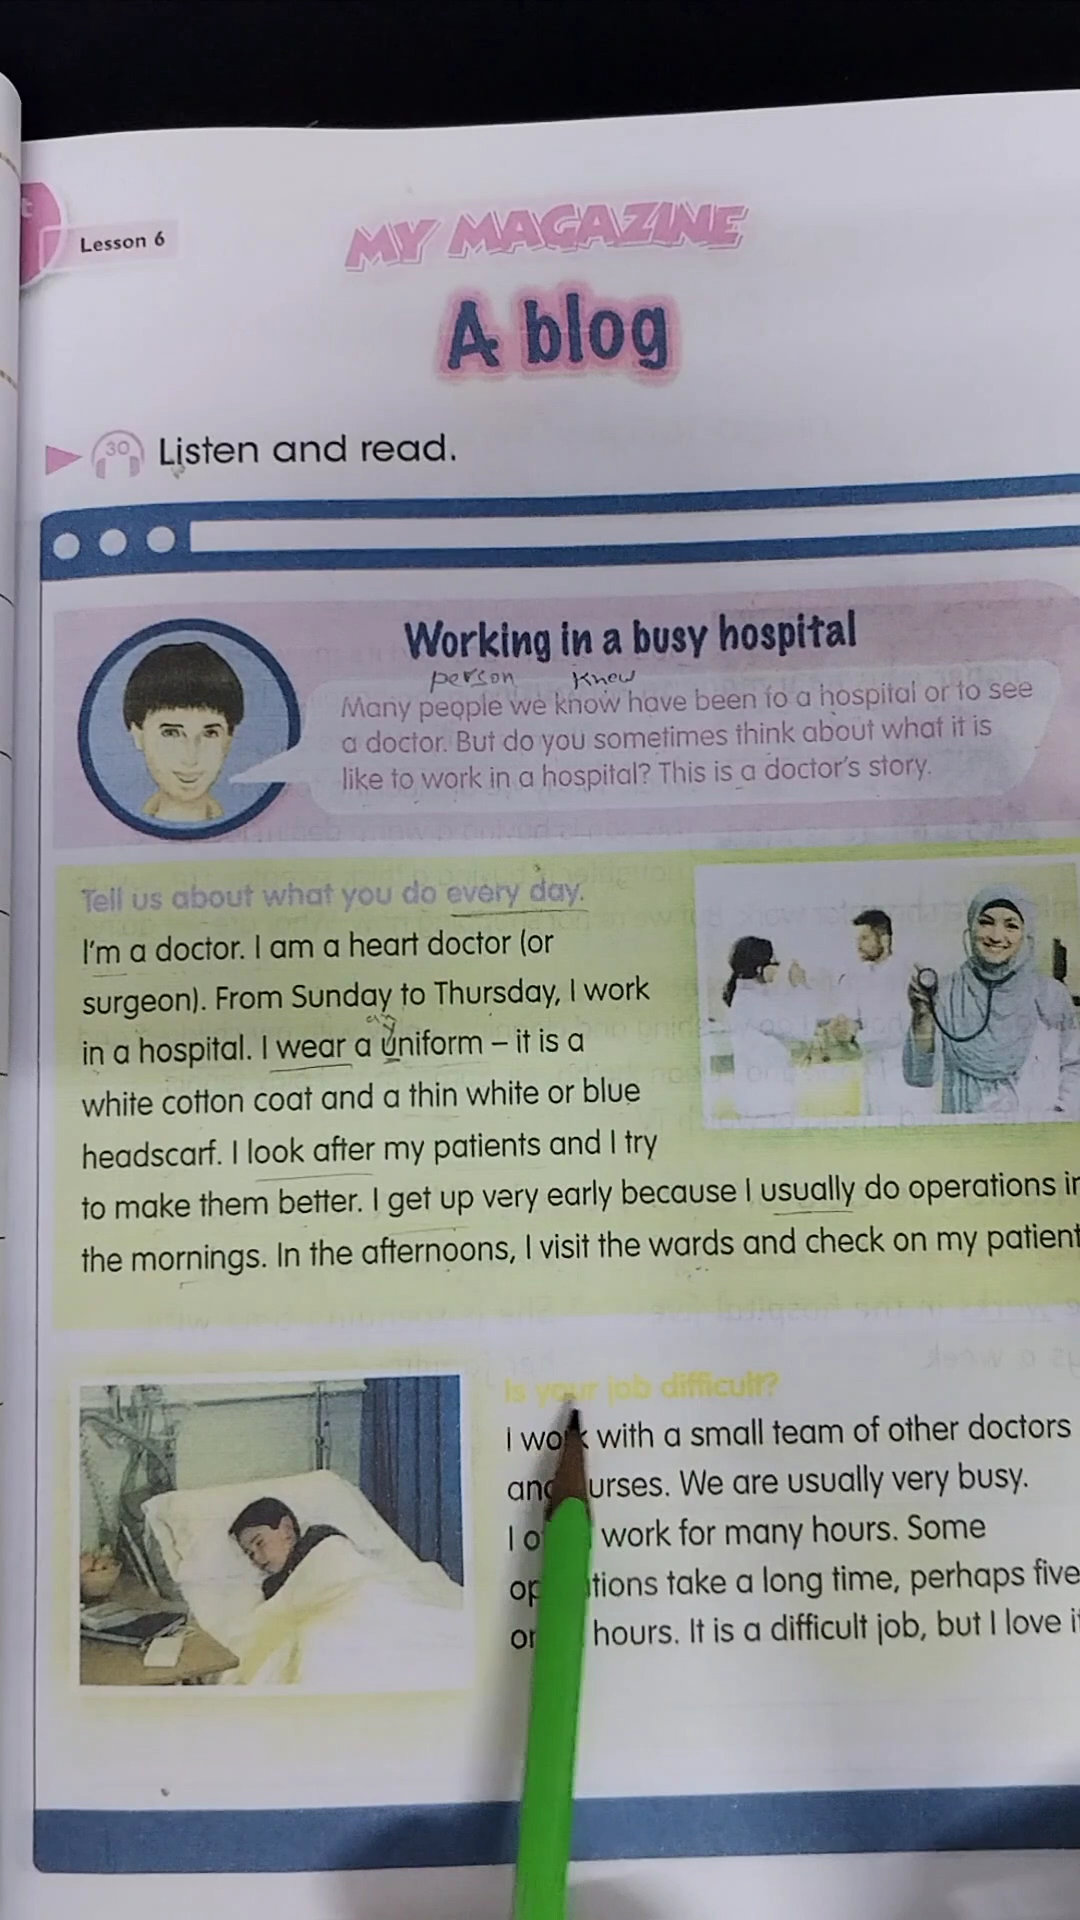 Lesson 6
MY MAGAZINE
A blog
30 Listen and read.
Working in a busy hospital
person knew
Many people we know have been to a hospital or to see
a doctor. But do you sometimes think about what it is
like to work in a hospital? This is a doctor's story.
Tell us about what you do every day.
I'm a doctor. I am a heart doctor (or
surgeon). From Sunday to Thursday, I work
in a hospital. I wear a uniform – it is a
white cotton coat and a thin white or blue
headscarf. I look after my patients and I try
to make them better. I get up very early because I usually do operations
the mornings. In the afternoons, I visit the wards and check on my patient
Is your job difficult?
I work with a small team of other doctors
urses. We are usually very busy.
I work for many hours. Some
tions take a long time, perhaps five
or hours. It is a difficult job, but I love